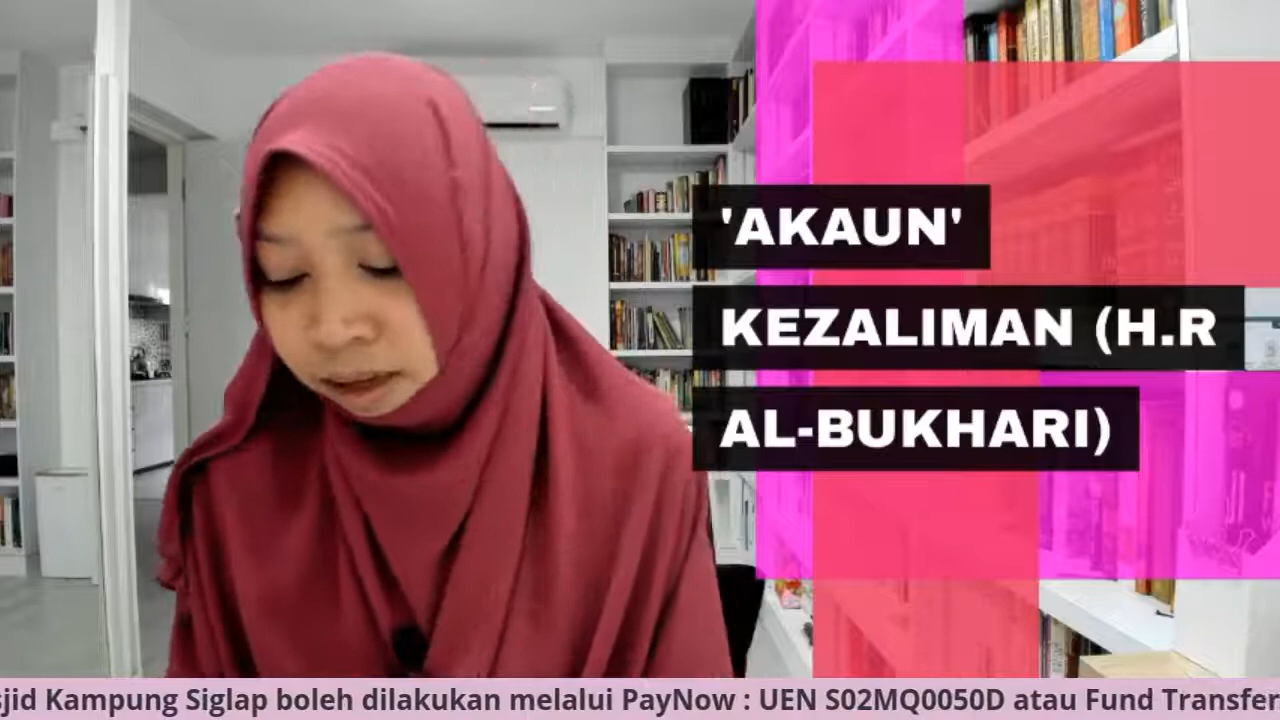 'AKAUN'
KEZALIMAN (H.R
AL-BUKHARI)
Kampung Siglap boleh dilakukan melalui PayNow : UEN S02MQ0050D atau Fund Transfer